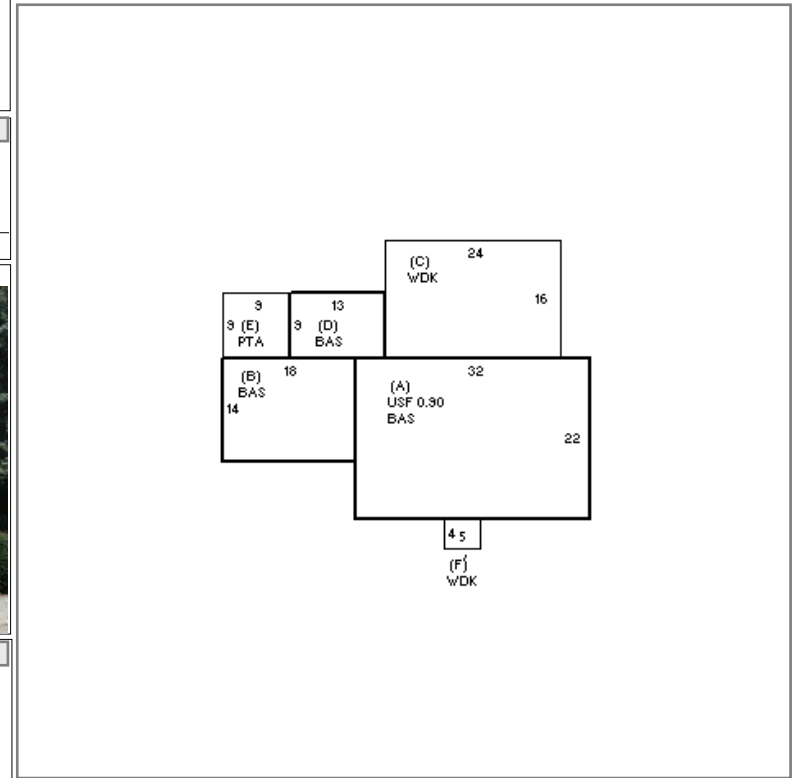 24
(C)
WDK
16
9
9 (E)
PTA
13
9 (D)
BAS
(B)
BAS
18
14
32
(A)
USF 0.90
BAS
22
4 5
(F)
WDK